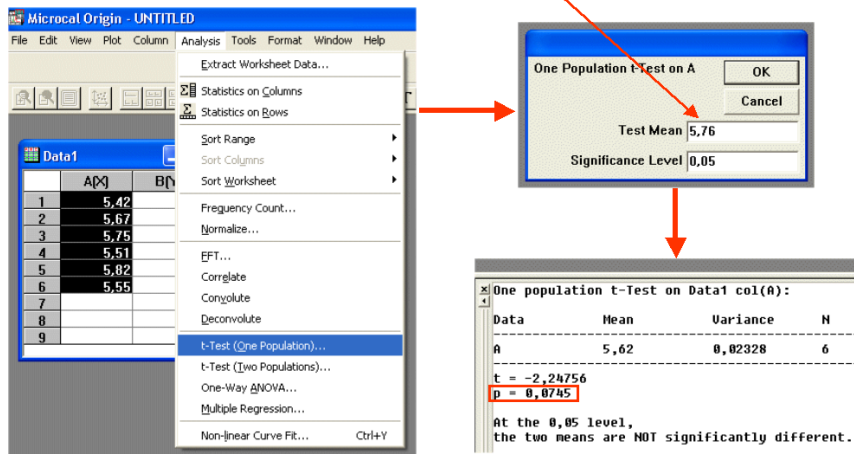 Microcal Origin - UNTITLED
File Edit View Plot Column Analysis Tools Format Window Help
Extract Worksheet Data...
Statistics on Columns
Statistics on Rows
Sort Range
Sort Columns
Sort Worksheet
Frequency Count...
Normalize...
FFT...
Correlate
Convolute
Deconvolute
t-Test (One Population)...
t-Test (Two Populations)...
One-Way ANOVA...
Multiple Regression...
Non-linear Curve Fit... Ctrl+Y
Data1
A(X)
1 5,42
2 5,67
3 5,75
4 5,51
5 5,82
6 5,55
7
8
9
One Population t-Test on A
OK
Cancel
Test Mean 5,76
Significance Level 0,05
One population t-Test on Data1 col(A):
Data Mean Variance N
A 5,62 0,02328 6
t = -2,24756
p = 0,0745
At the 0,05 level,
the two means are NOT significantly different.